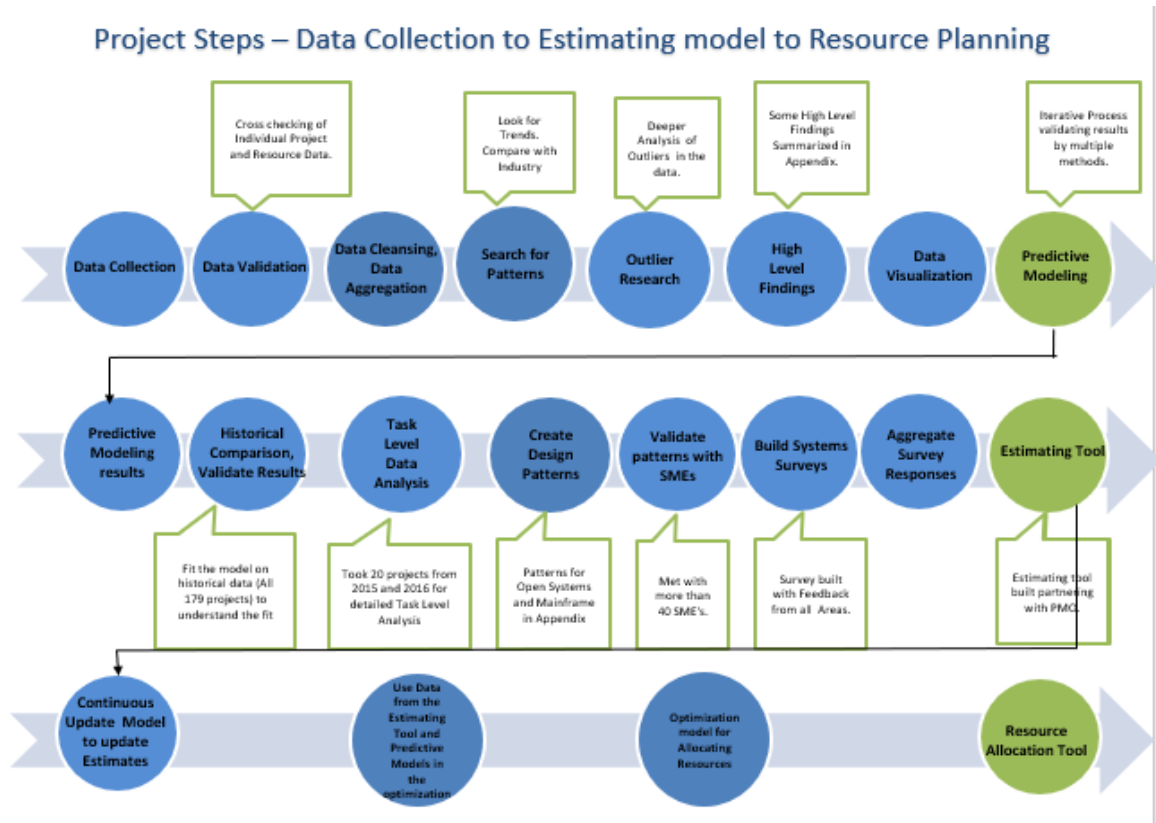 Project Steps – Data Collection to Estimating model to Resource Planning
Cross checking of
Individual Project
and Resource Data.
Look for
Trends.
Compare with
Industry
Deeper
Analysis of
Outliers in the
data.
Some High Level
Findings
Summarized in
Appendix.
Iterative Process
validating results
by multiple
methods.
Data Collection
Data Validation
Data Cleansing,
Data
Aggregation
Search for
Patterns
Outlier
Research
High
Level
Findings
Data
Visualization
Predictive
Modeling
Predictive
Modeling
results
Historical
Comparison,
Validate Results
Task
Level
Data
Analysis
Create
Design
Patterns
Validate
patterns with
SMEs
Build Systems
Surveys
Aggregate
Survey
Responses
Estimating Tool
Fit the model on
historical data (All
179 projects) to
understand the fit
Took 20 projects from
2015 and 2016 for
detailed Task Level
Analysis
Patterns for
Open Systems
and Mainframe
in Appendix
Met with
more than
40 SME's.
Survey built
with Feedback
from all Areas.
Estimating tool
built partnering
with PMO.
Continuous
Update Model
to update
Estimates
Use Data
from the
Estimating
Tool and
Predictive
Models in
the
optimization
Optimization
model for
Allocating
Resources
Resource
Allocation Tool